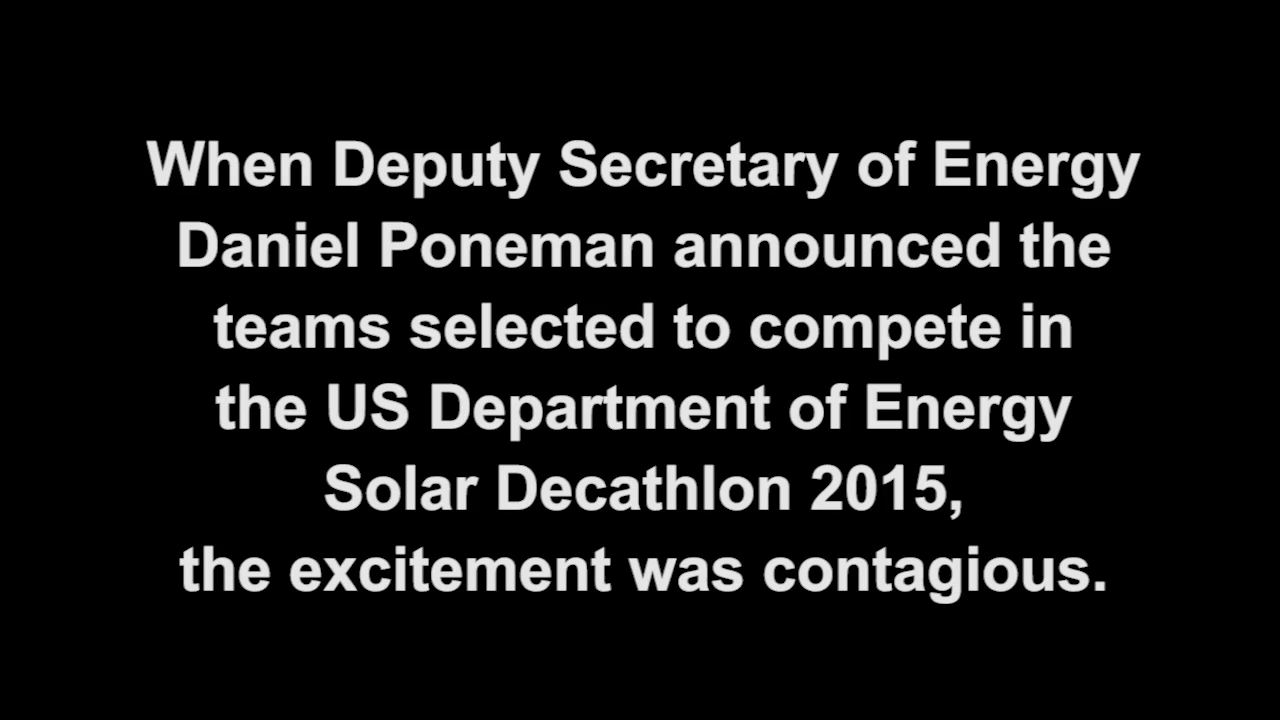 When Deputy Secretary of Energy
Daniel Poneman announced the
teams selected to compete in
the US Department of Energy
Solar Decathlon 2015,
the excitement was contagious.